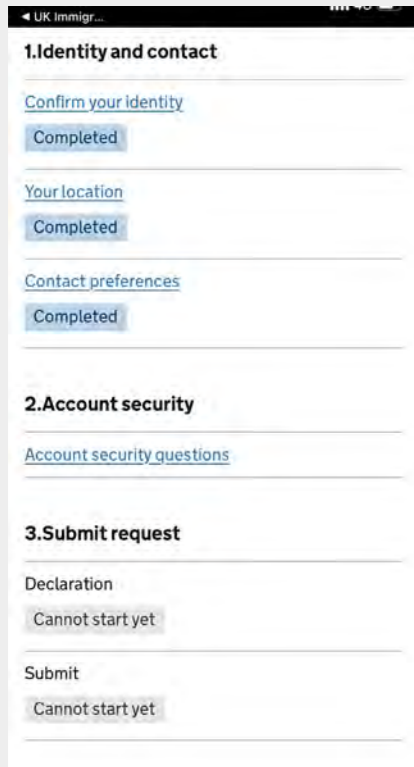 ◄ UK Immigr...
1.Identity and contact
Confirm your identity
Completed
Your location
Completed
Contact preferences
Completed
2.Account security
Account security questions
3.Submit request
Declaration
Cannot start yet
Submit
Cannot start yet